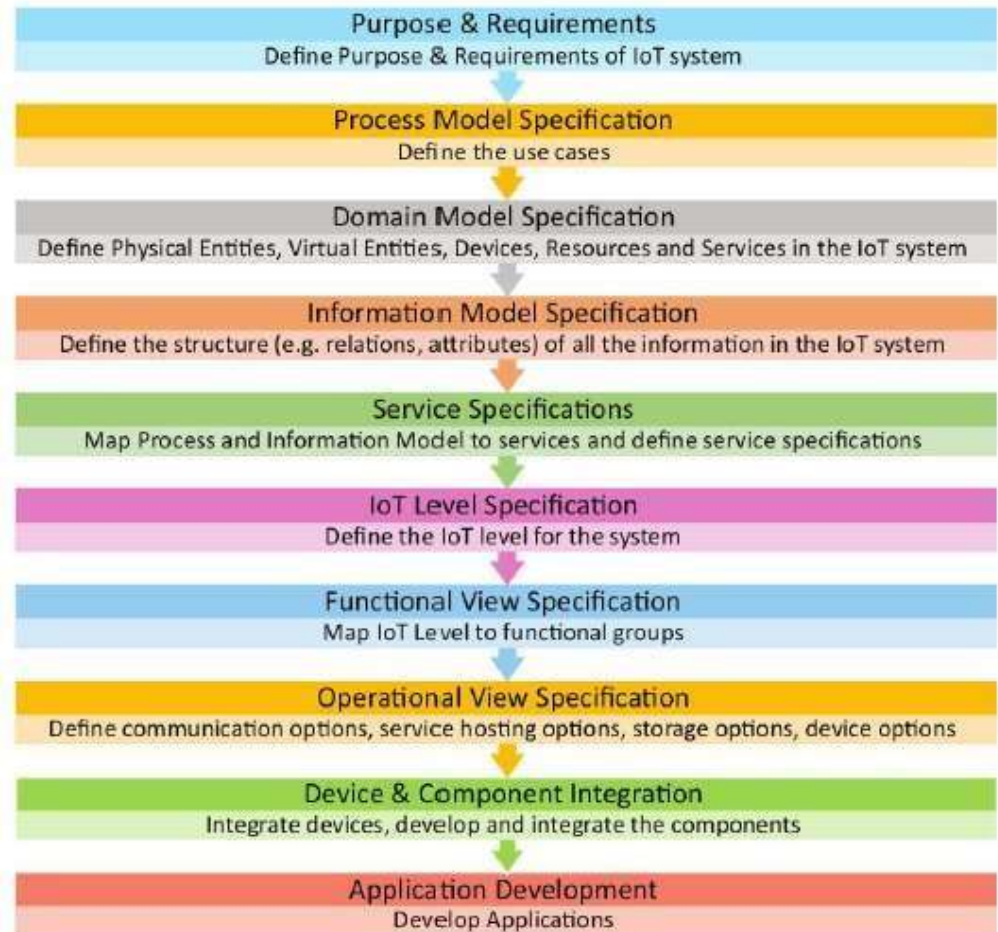 Purpose & Requirements
Define Purpose & Requirements of IoT system
Process Model Specification
Define the use cases
Domain Model Specification
Define Physical Entities, Virtual Entities, Devices, Resources and Services in the IoT system
Information Model Specification
Define the structure (e.g. relations, attributes) of all the information in the IoT system
Service Specifications
Map Process and Information Model to services and define service specifications
IoT Level Specification
Define the IoT level for the system
Functional View Specification
Map IoT Level to functional groups
Operational View Specification
Define communication options, service hosting options, storage options, device options
Device & Component Integration
Integrate devices, develop and integrate the components
Application Development
Develop Applications